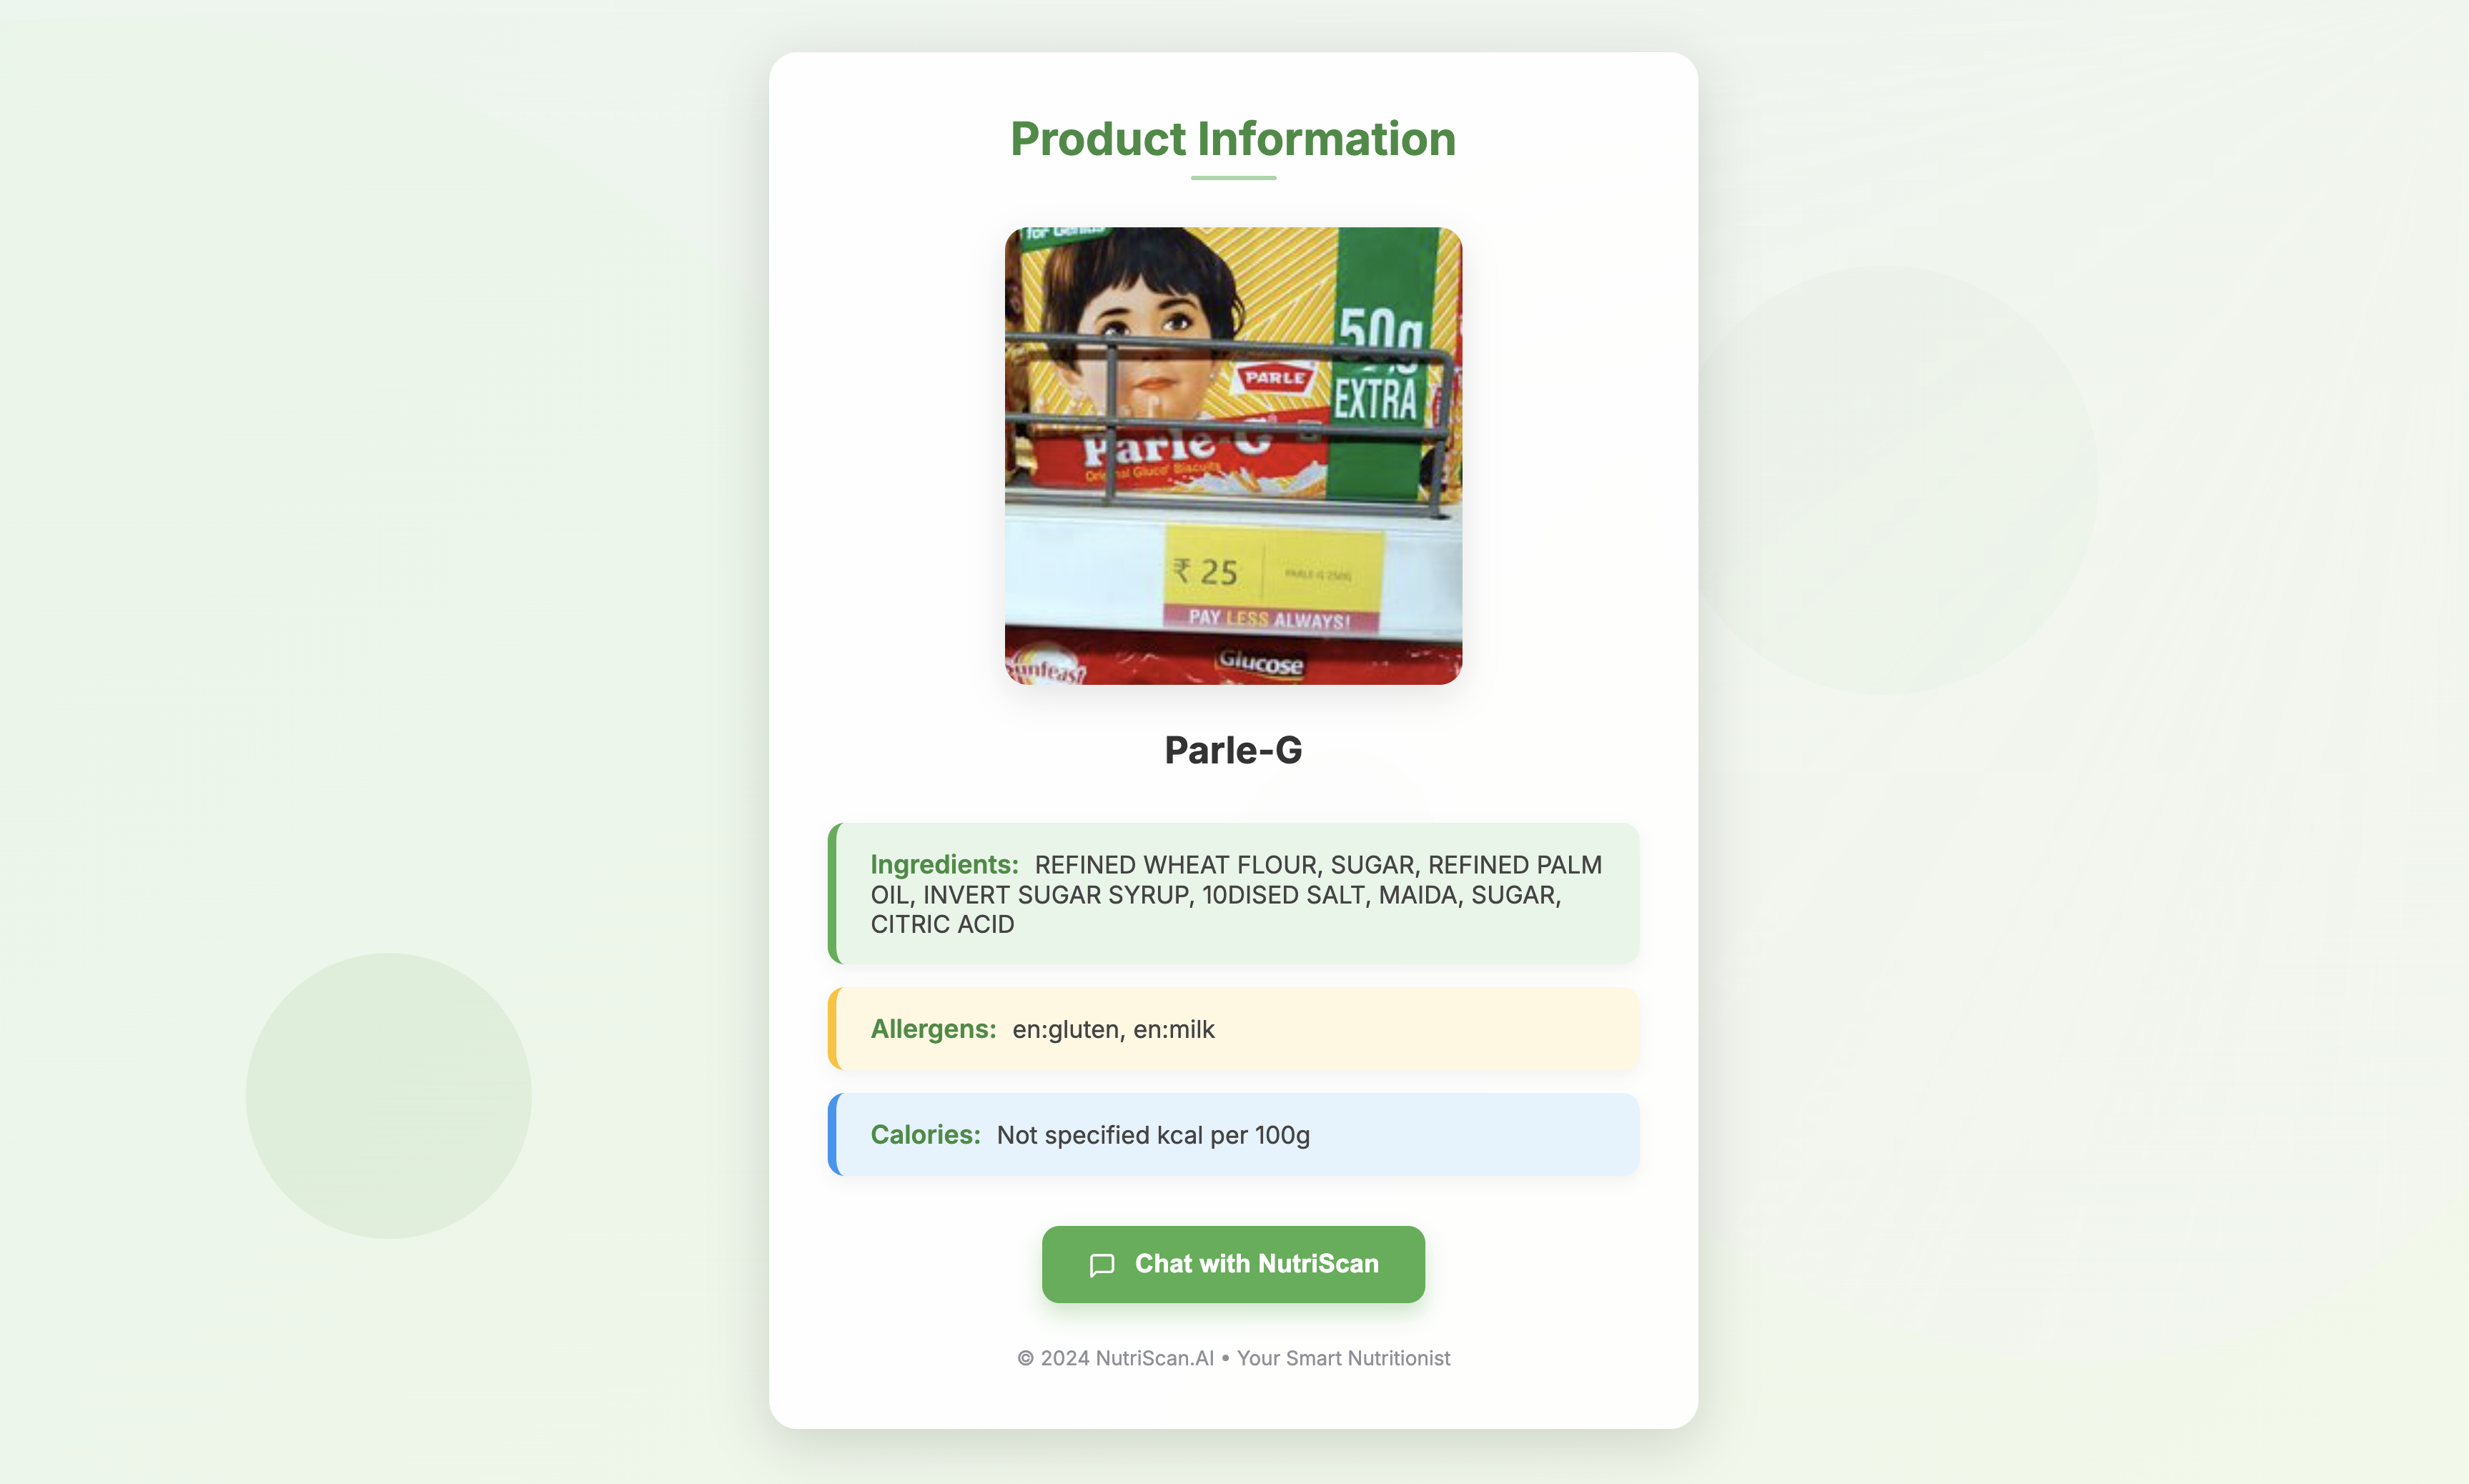 Product Information
for Genius
50g
PARLE
EXTRA
Parle-G
Original Gluco Biscuits
₹ 25
PARLE-G 250G
PAY LESS ALWAYS!
Sunfeast
Glucose
Parle-G
Ingredients: REFINED WHEAT FLOUR, SUGAR, REFINED PALM
OIL, INVERT SUGAR SYRUP, 10DISED SALT, MAIDA, SUGAR,
CITRIC ACID
Allergens: en:gluten, en:milk
Calories: Not specified kcal per 100g
Chat with NutriScan
© 2024 NutriScan.AI • Your Smart Nutritionist